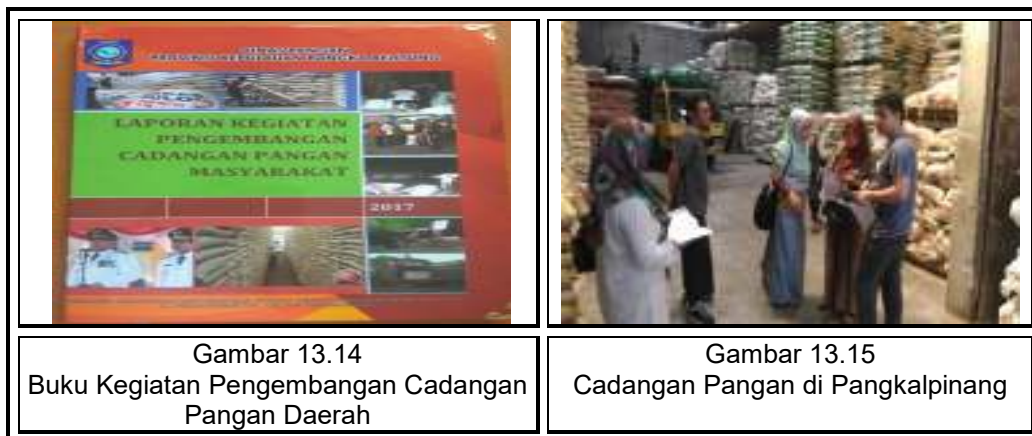 LAPORAN KEGIATAN
PENGEMBANGAN
CADANGAN PANGAN
MASYARAKAT
2017
Gambar 13.14
Buku Kegiatan Pengembangan Cadangan
Pangan Daerah
Gambar 13.15
Cadangan Pangan di Pangkalpinang